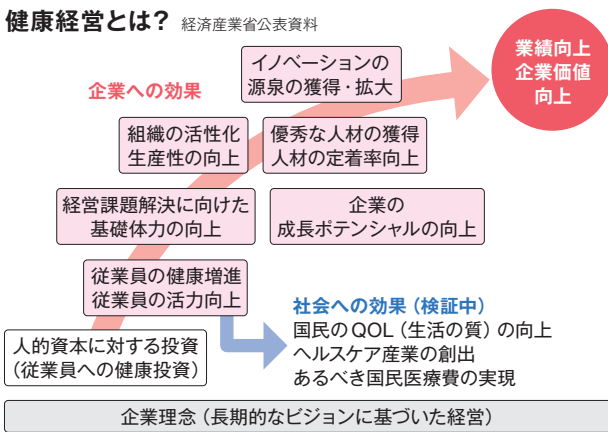 健康経営とは? 経済産業省公表資料
業績向上
企業価値
向上
イノベーションの
源泉の獲得・拡大
企業への効果
組織の活性化
生産性の向上
優秀な人材の獲得
人材の定着率向上
経営課題解決に向けた
基礎体力の向上
企業の
成長ポテンシャルの向上
従業員の健康増進
従業員の活力向上
社会への効果(検証中)
国民のQOL(生活の質)の向上
ヘルスケア産業の創出
あるべき国民医療費の実現
人的資本に対する投資
(従業員への健康投資)
企業理念(長期的なビジョンに基づいた経営)